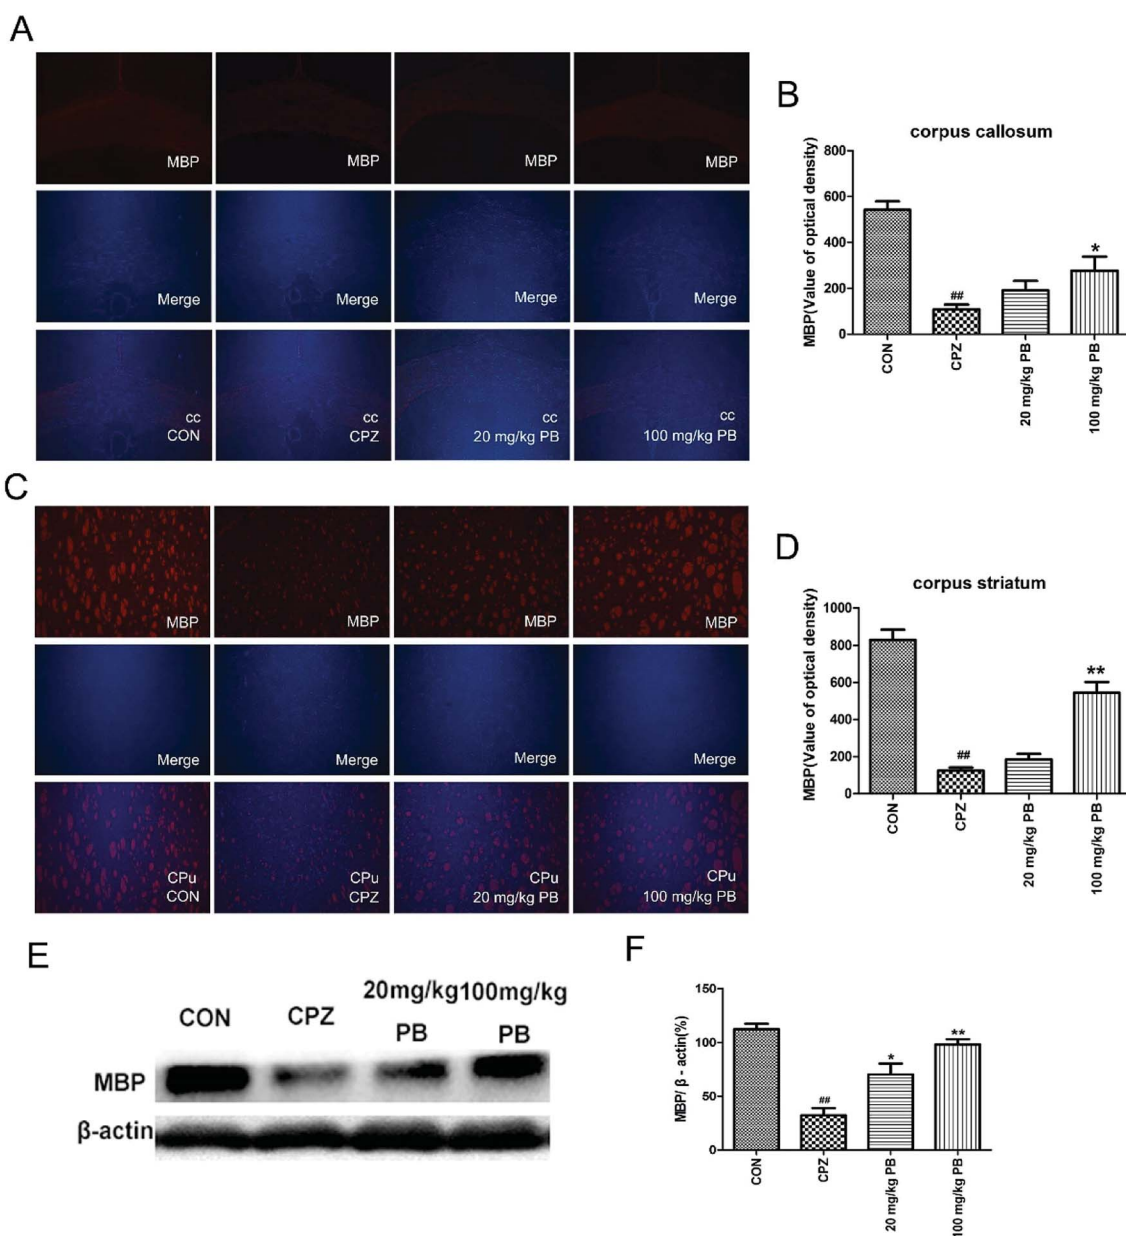 A
MBP
MBP
MBP
MBP
Merge
Merge
Merge
Merge
cc
CON
cc
CPZ
cc
20 mg/kg PB
cc
100 mg/kg PB
B
corpus callosum
MBP(Value of optical density)
800
600
400
200
0
##
*
CON
CPZ
20 mg/kg PB
100 mg/kg PB
C
MBP
MBP
MBP
MBP
Merge
Merge
Merge
Merge
CPu
CON
CPu
CPZ
CPu
20 mg/kg PB
CPu
100 mg/kg PB
D
corpus striatum
MBP(Value of optical density)
1000
800
600
400
200
0
##
**
CON
CPZ
20 mg/kg PB
100 mg/kg PB
E
20mg/kg100mg/kg
CON CPZ PB PB
MBP
β-actin
F
MBP/ β - actin(%)
150
100
50
0
##
*
**
CON
CPZ
20 mg/kg PB
100 mg/kg PB